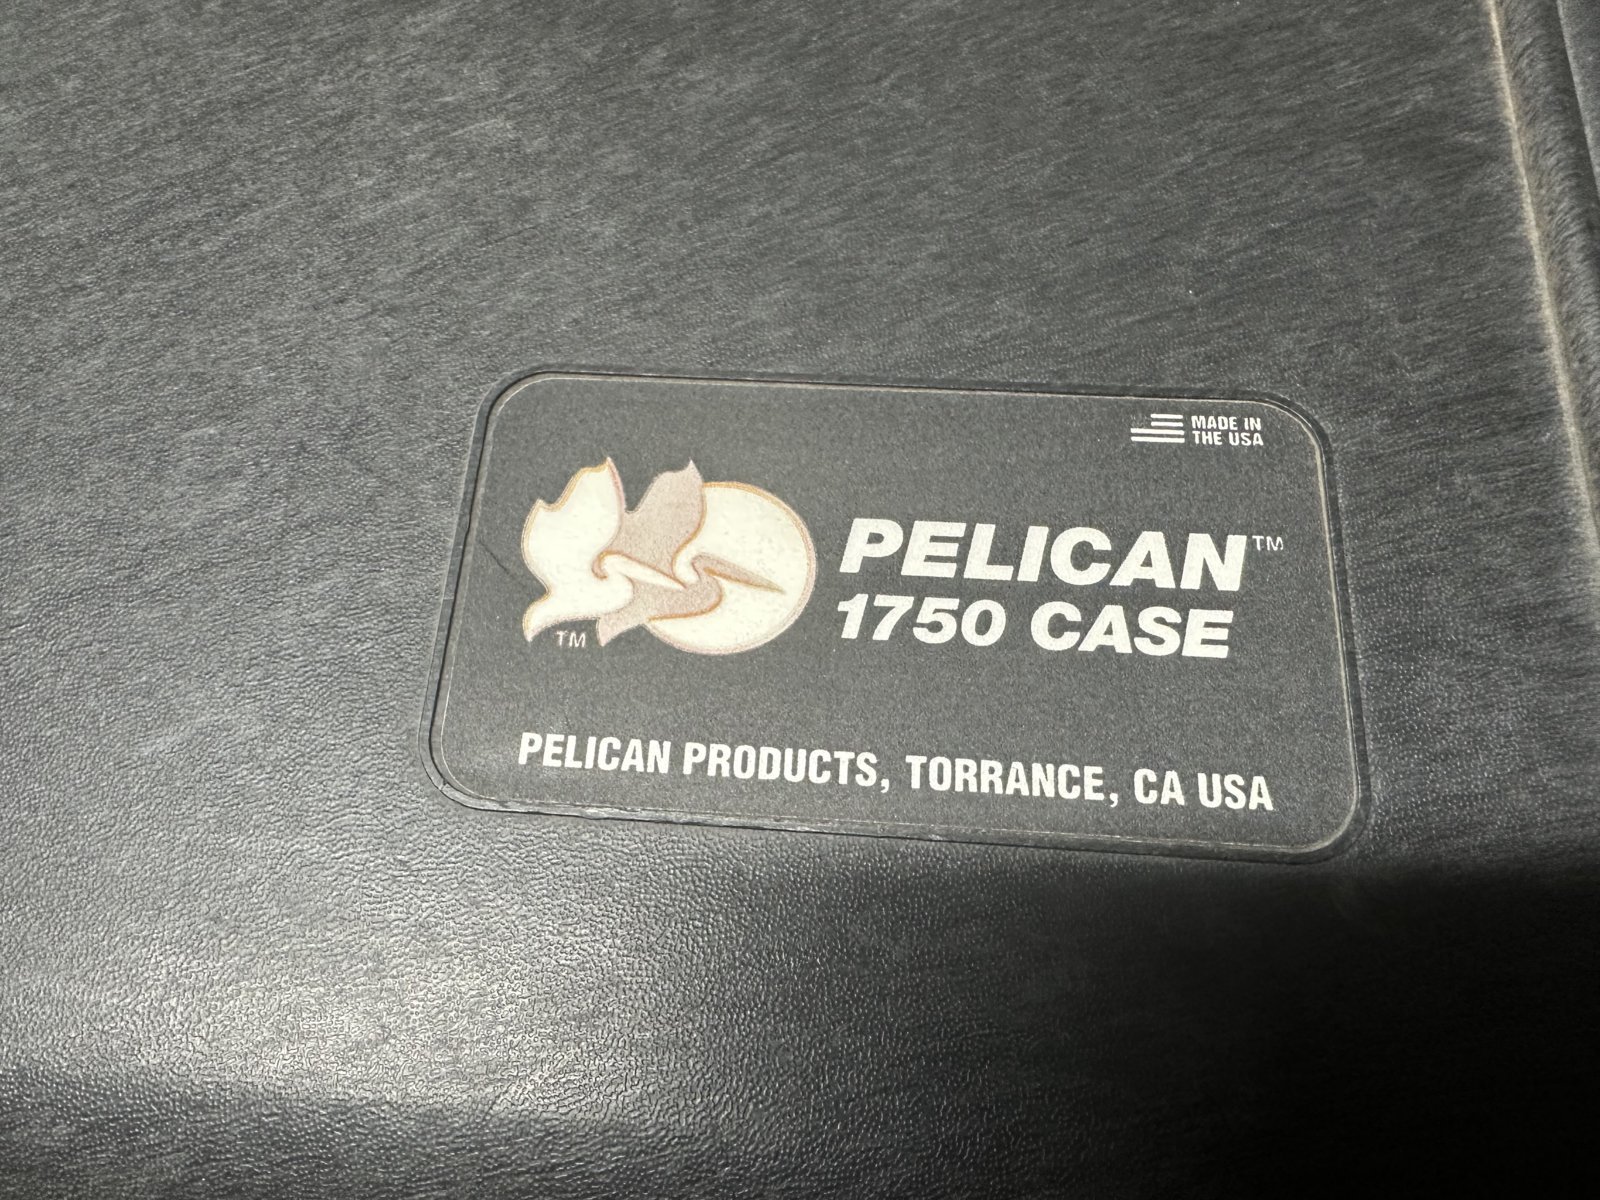 MADE IN
THE USA
PELICAN™
1750 CASE
TM
PELICAN PRODUCTS, TORRANCE, CA USA